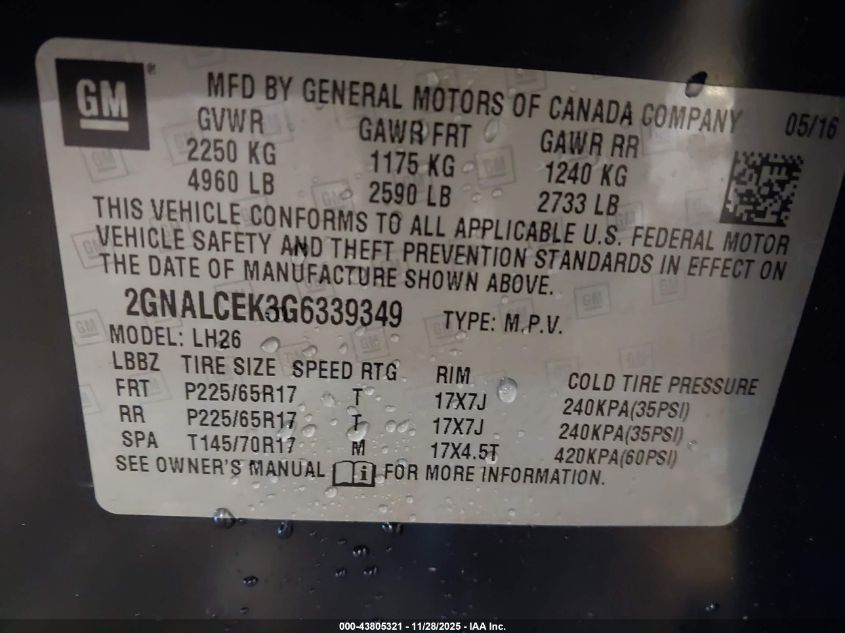 GM
MFD BY GENERAL MOTORS OF CANADA COMPANY 05/16
GVWR GAWR FRT GAWR RR
2250 KG 1175 KG 1240 KG
4960 LB 2590 LB 2733 LB
THIS VEHICLE CONFORMS TO ALL APPLICABLE U.S. FEDERAL MOTOR
VEHICLE SAFETY AND THEFT PREVENTION STANDARDS IN EFFECT ON
THE DATE OF MANUFACTURE SHOWN ABOVE.
2GNALCEK3G6339349 TYPE: M.P.V.
MODEL: LH26
LBBZ TIRE SIZE SPEED RTG RIM COLD TIRE PRESSURE
FRT P225/65R17 T 17X7J 240KPA(35PSI)
RR P225/65R17 T 17X7J 240KPA(35PSI)
SPA T145/70R17 M 17X4.5T 420KPA(60PSI)
SEE OWNER'S MANUAL i FOR MORE INFORMATION.
000-43805321 | 11/28/2025 - IAA Inc.